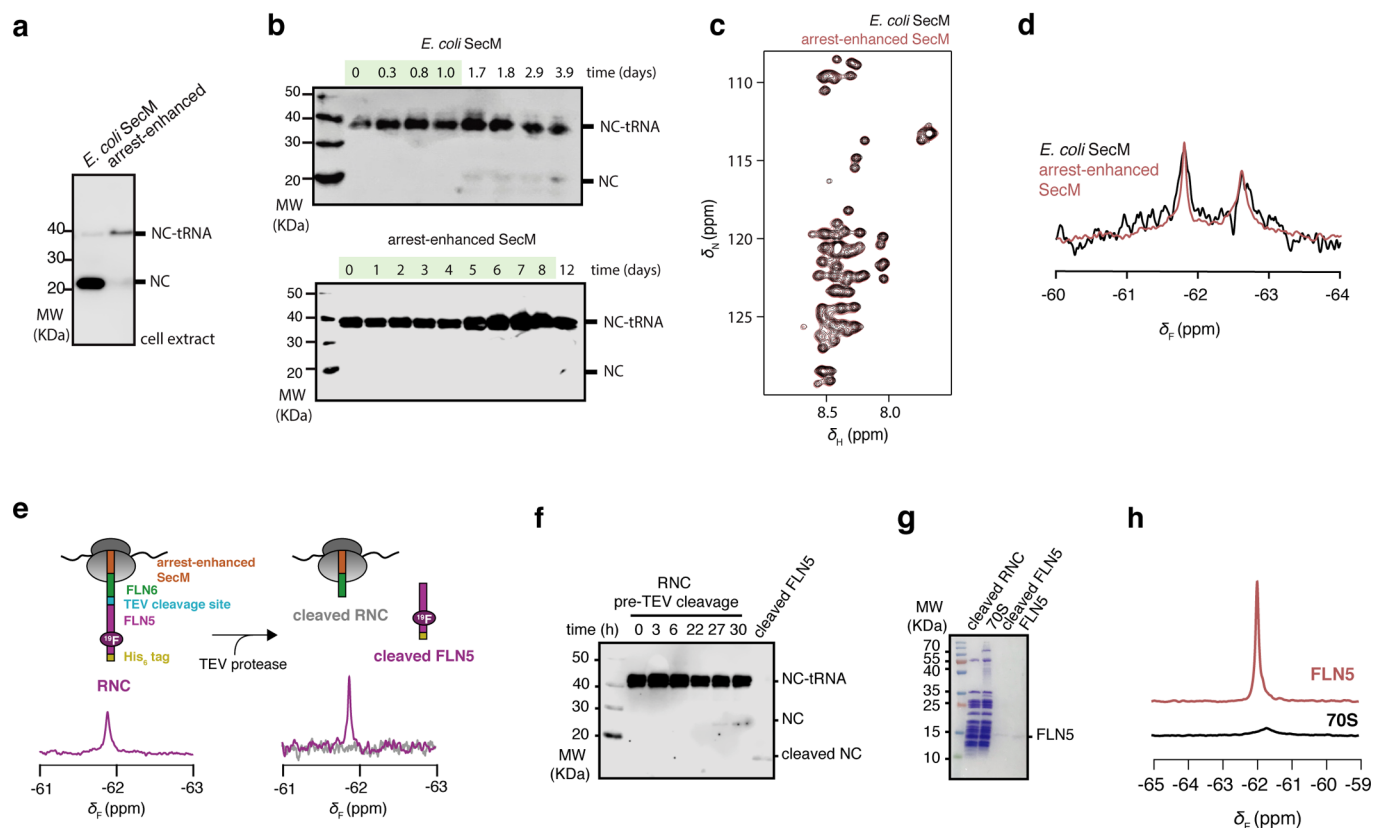 a
E. coli SecM
arrest-enhanced
40
30
20
MW
(KDa)
NC-tRNA
NC
cell extract
b
E. coli SecM
0 0.3 0.8 1.0 1.7 1.8 2.9 3.9 time (days)
50
40
30
20
MW
(KDa)
NC-tRNA
NC
arrest-enhanced SecM
0 1 2 3 4 5 6 7 8 12 time (days)
50
40
30
20
MW
(KDa)
NC-tRNA
NC
c
E. coli SecM
arrest-enhanced SecM
110
115
120
125
δN (ppm)
8.5 8.0
δH (ppm)
d
E. coli SecM
arrest-enhanced
SecM
-60 -61 -62 -63 -64
δF (ppm)
e
arrest-enhanced
SecM
FLN6
TEV cleavage site
FLN5
19F
His6 tag
RNC
-61 -62 -63
δF (ppm)
TEV protease
cleaved RNC
19F
cleaved FLN5
-61 -62 -63
δF (ppm)
f
RNC
pre-TEV cleavage
cleaved FLN5
time (h) 0 3 6 22 27 30
50
40
30
20
MW
(KDa)
NC-tRNA
NC
cleaved NC
g
cleaved RNC
70S
cleaved FLN5
FLN5
MW
(KDa)
70
55
40
35
25
15
10
FLN5
h
FLN5
70S
-65 -64 -63 -62 -61 -60 -59
δF (ppm)